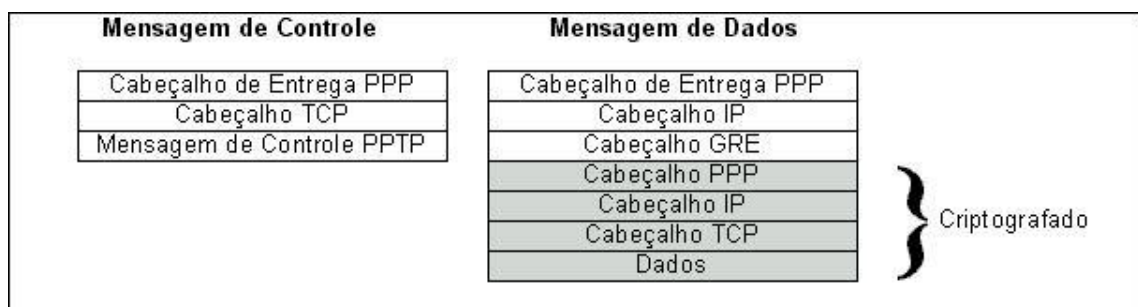 Mensagem de Controle
Cabeçalho de Entrega PPP
Cabeçalho TCP
Mensagem de Controle PPTP
Mensagem de Dados
Cabeçalho de Entrega PPP
Cabeçalho IP
Cabeçalho GRE
Cabeçalho PPP
Cabeçalho IP
Cabeçalho TCP
Dados
Criptografado